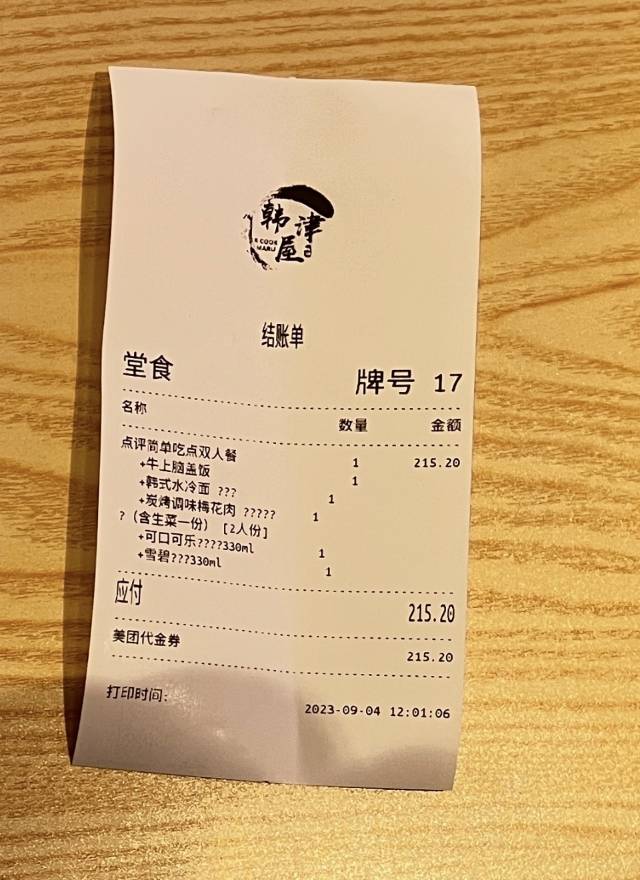 韩津屋
K COOK
MARU
结账单
堂食 牌号 17
名称 数量 金额
点评简单吃点双人餐 1 215.20
+牛上脑盖饭 1
+韩式水冷面 ??? 1
+炭烤调味梅花肉 ????? 1
?（含生菜一份） [2人份]
+可口可乐????330ml 1
+雪碧???330ml 1
应付 215.20
美团代金券 215.20
打印时间: 2023-09-04 12:01:06